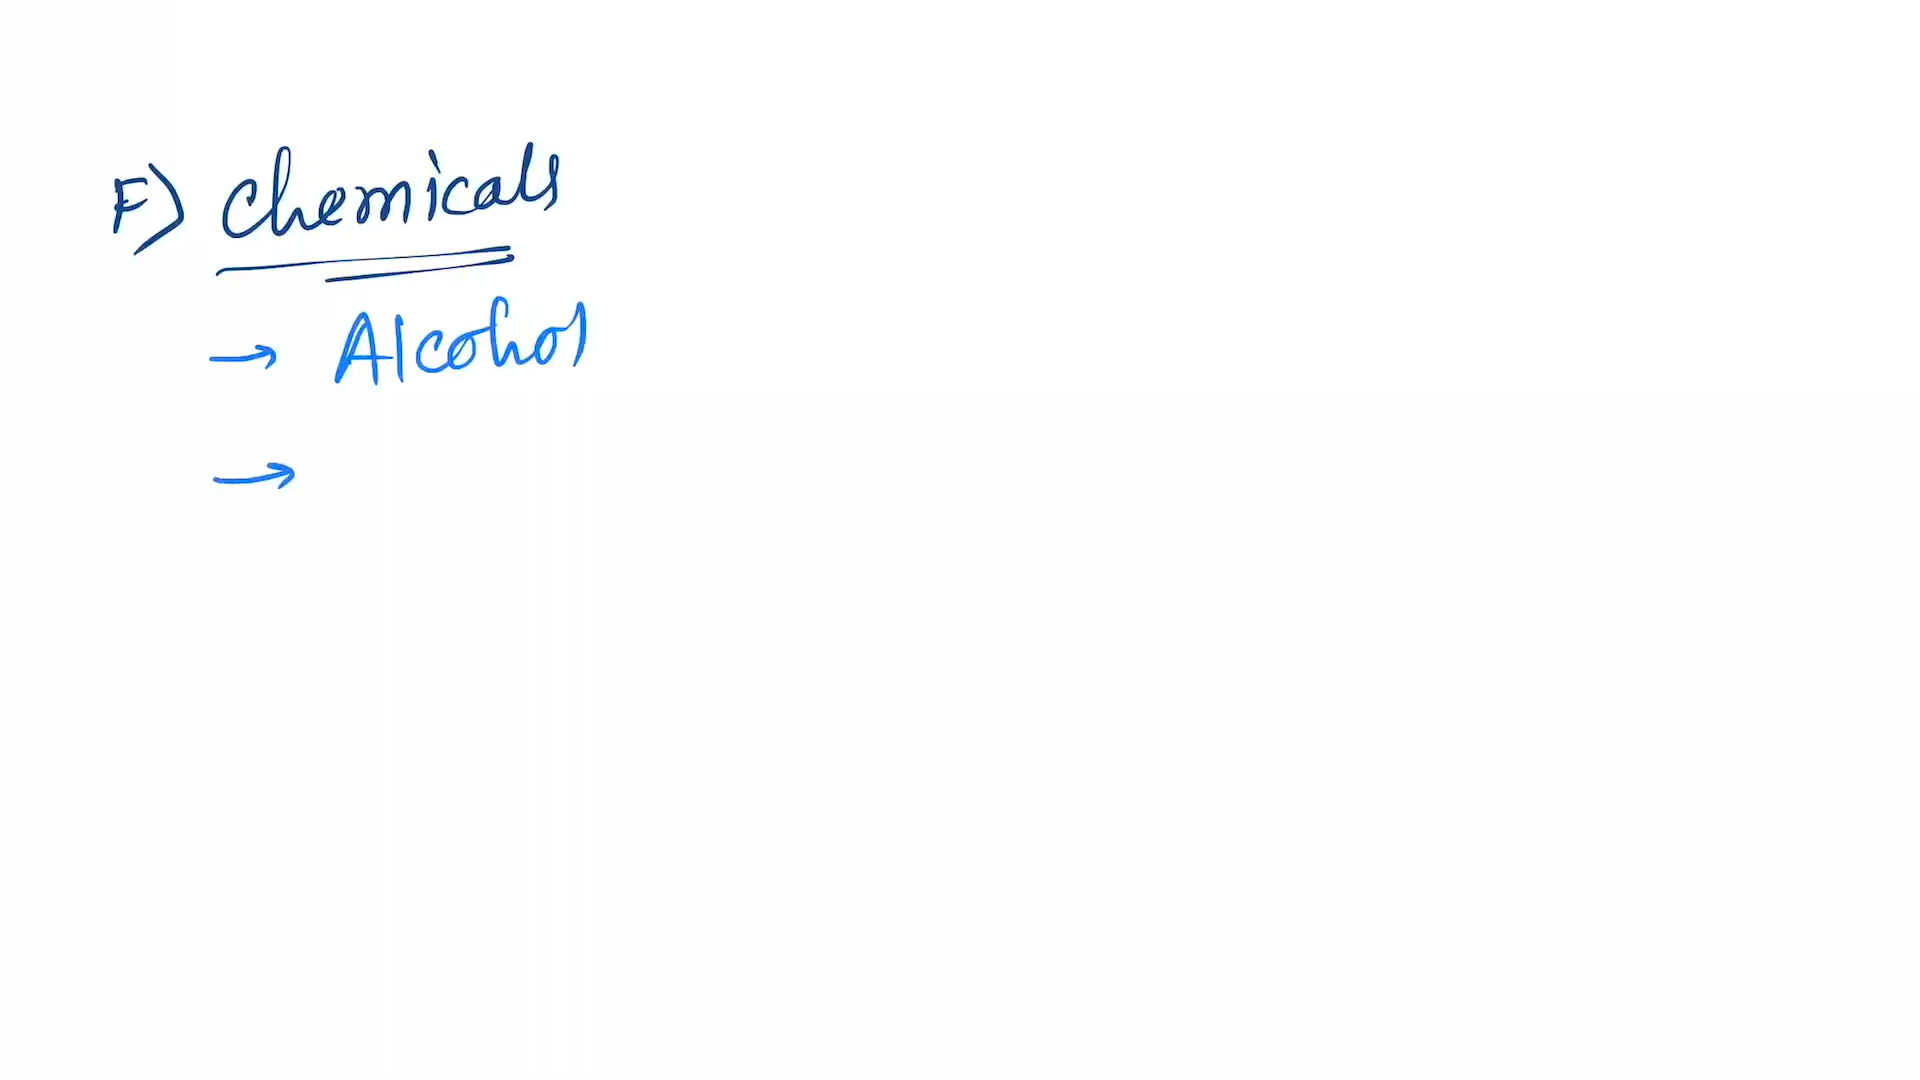 F) Chemicals
→ Alcohol
→